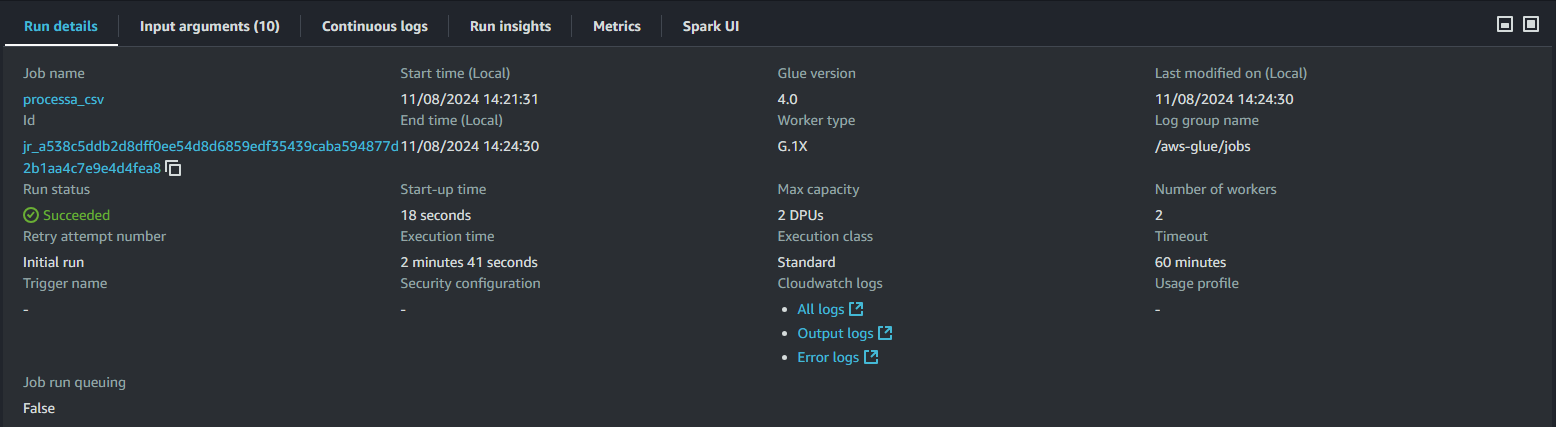 Run details Input arguments (10) Continuous logs Run insights Metrics Spark UI
Job name Start time (Local) Glue version Last modified on (Local)
processa_csv 11/08/2024 14:21:31 4.0 11/08/2024 14:24:30
Id End time (Local) Worker type Log group name
jr_a538c5ddb2d8dff0ee54d8d6859edf35439caba594877d 11/08/2024 14:24:30 G.1X /aws-glue/jobs
2b1aa4c7e9e4d4fea8
Run status Start-up time Max capacity Number of workers
Succeeded 18 seconds 2 DPUs 2
Retry attempt number Execution time Execution class Timeout
Initial run 2 minutes 41 seconds Standard 60 minutes
Trigger name Security configuration Cloudwatch logs Usage profile
- - • All logs -
• Output logs
• Error logs
Job run queuing
False